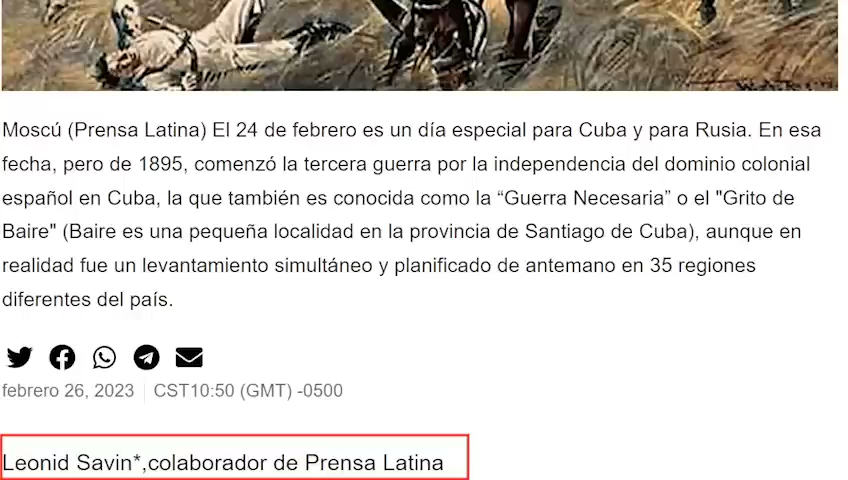 Moscú (Prensa Latina) El 24 de febrero es un día especial para Cuba y para Rusia. En esa
fecha, pero de 1895, comenzó la tercera guerra por la independencia del dominio colonial
español en Cuba, la que también es conocida como la “Guerra Necesaria” o el "Grito de
Baire" (Baire es una pequeña localidad en la provincia de Santiago de Cuba), aunque en
realidad fue un levantamiento simultáneo y planificado de antemano en 35 regiones
diferentes del país.
febrero 26, 2023 CST10:50 (GMT) -0500
Leonid Savin*,colaborador de Prensa Latina